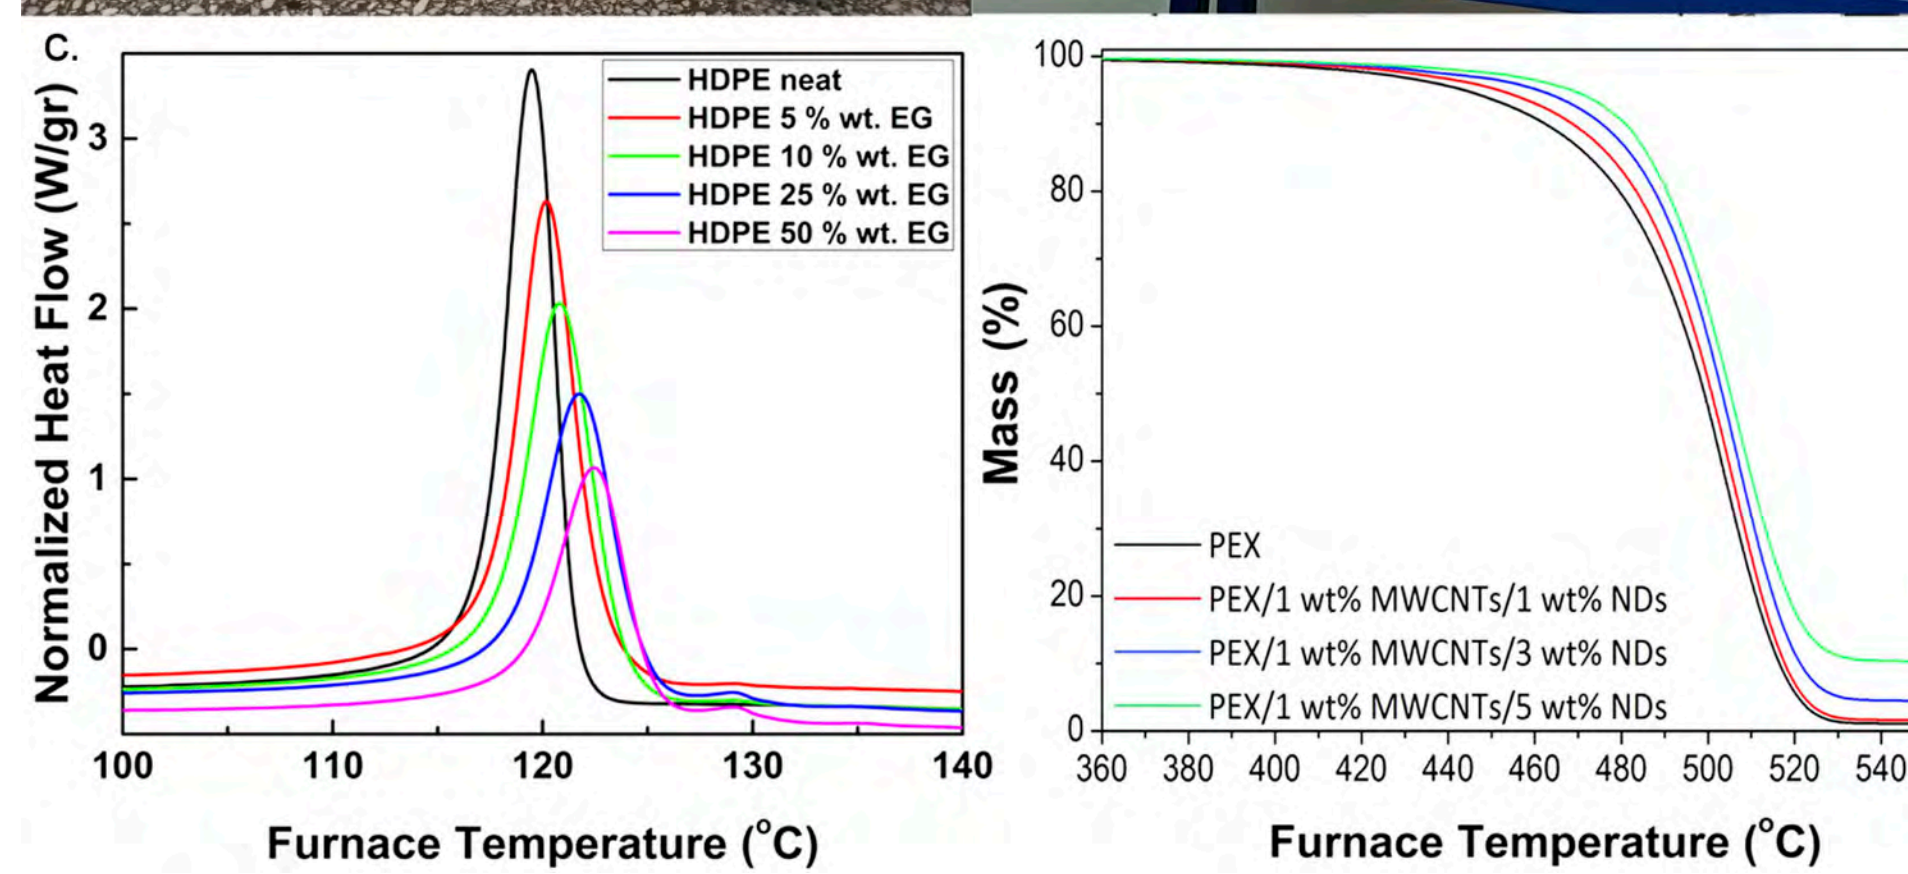 C.
Normalized Heat Flow (W/gr)
3
2
1
0
HDPE neat
HDPE 5 % wt. EG
HDPE 10 % wt. EG
HDPE 25 % wt. EG
HDPE 50 % wt. EG
100 110 120 130 140
Furnace Temperature (°C)
Mass (%)
100
80
60
40
20
0
PEX
PEX/1 wt% MWCNTs/1 wt% NDs
PEX/1 wt% MWCNTs/3 wt% NDs
PEX/1 wt% MWCNTs/5 wt% NDs
360 380 400 420 440 460 480 500 520 540
Furnace Temperature (°C)